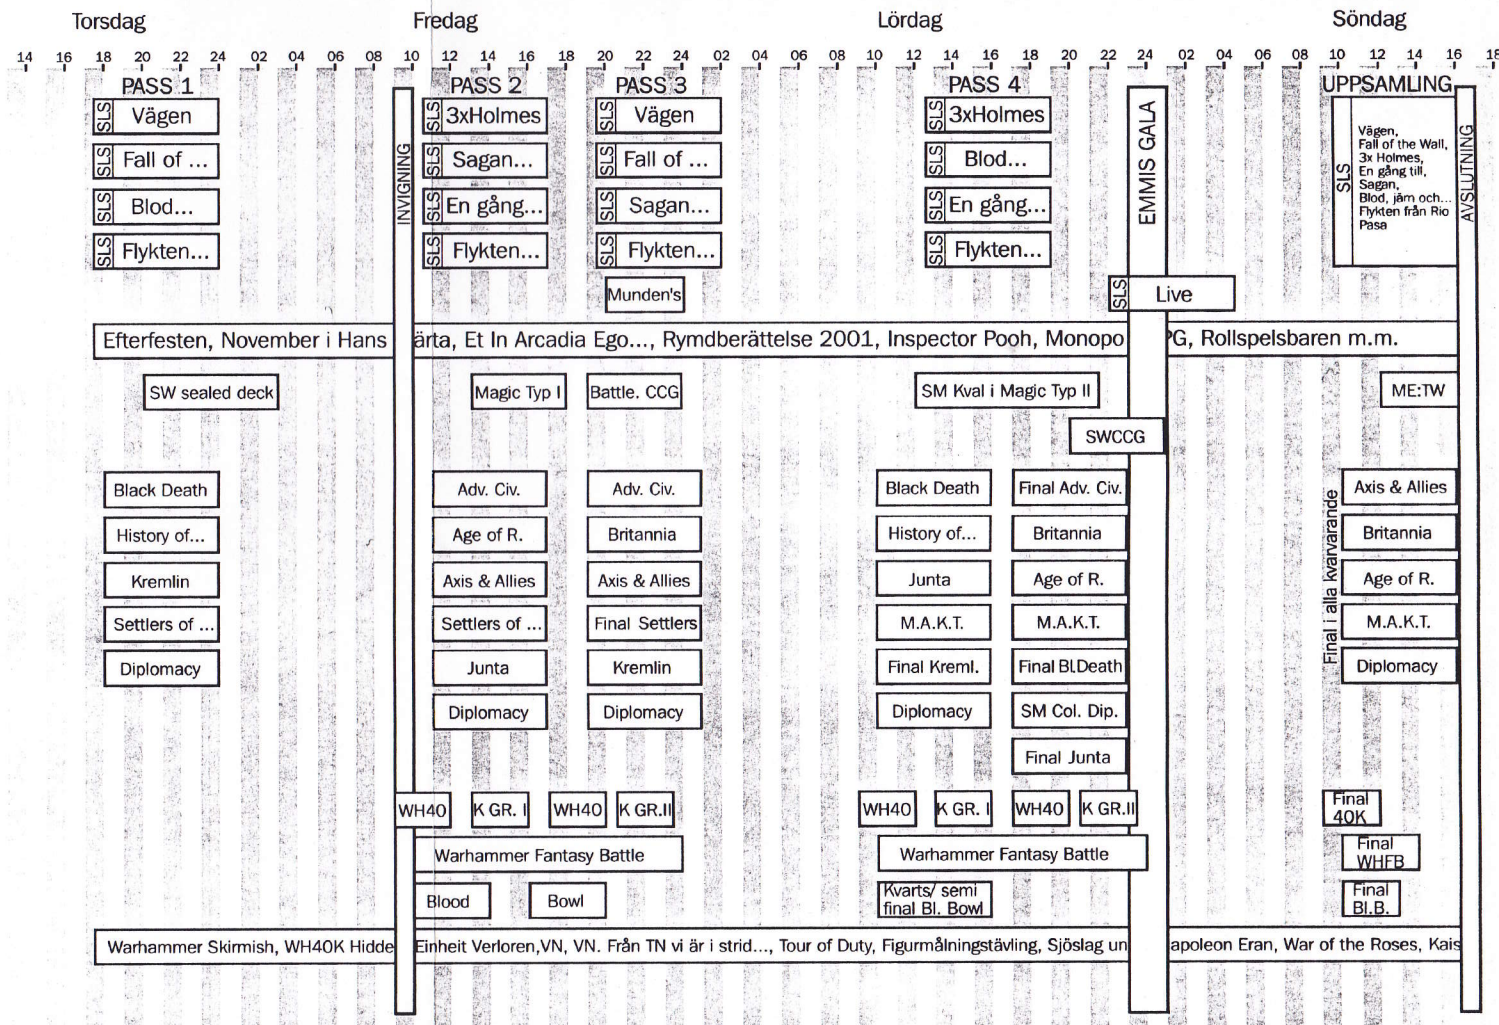 Torsdag Fredag Lördag Söndag
14 16 18 20 22 24 02 04 06 08 10 12 14 16 18 20 22 24 02 04 06 08 10 12 14 16 18 20 22 24 02 04 06 08 10 12 14 16 18
PASS 1 PASS 2 PASS 3 PASS 4 UPPSAMLING
SLS Vägen SLS 3xHolmes SLS Vägen SLS 3xHolmes
SLS Fall of ... SLS Sagan... SLS Fall of ... SLS Blod...
SLS Blod... SLS En gång... SLS Sagan... SLS En gång...
SLS Flykten... SLS Flykten... SLS Flykten... SLS Flykten...
INVIGNING
EMMIS GALA
SLS
Vägen,
Fall of the Wall,
3x Holmes,
En gång till,
Sagan,
Blod, järn och...
Flykten från Rio
Pasa
AVSLUTNING
Munden's SLS Live
Efterfesten, November i Hans ärta, Et In Arcadia Ego..., Rymdberättelse 2001, Inspector Pooh, Monopo PG, Rollspelsbaren m.m.
SW sealed deck Magic Typ I Battle. CCG SM Kval i Magic Typ II ME:TW
SWCCG
Black Death Adv. Civ. Adv. Civ. Black Death Final Adv. Civ. Axis & Allies
History of... Age of R. Britannia History of... Britannia Britannia
Kremlin Axis & Allies Axis & Allies Junta Age of R. Age of R.
Settlers of ... Settlers of ... Final Settlers M.A.K.T. M.A.K.T. M.A.K.T.
Diplomacy Junta Kremlin Final Kreml. Final Bl.Death Diplomacy
Diplomacy Diplomacy Diplomacy SM Col. Dip.
Final Junta
Final i alla kvarvarande
WH40 K GR. I WH40 K GR.II WH40 K GR. I WH40 K GR.II Final
40K
Warhammer Fantasy Battle Warhammer Fantasy Battle Final
WHFB
Blood Bowl Kvarts/ semi
final Bl. Bowl
Final
Bl.B.
Warhammer Skirmish, WH40K Hidde Einheit Verloren,VN, VN. Från TN vi är i strid..., Tour of Duty, Figurmålningstävling, Sjöslag un apoleon Eran, War of the Roses, Kais